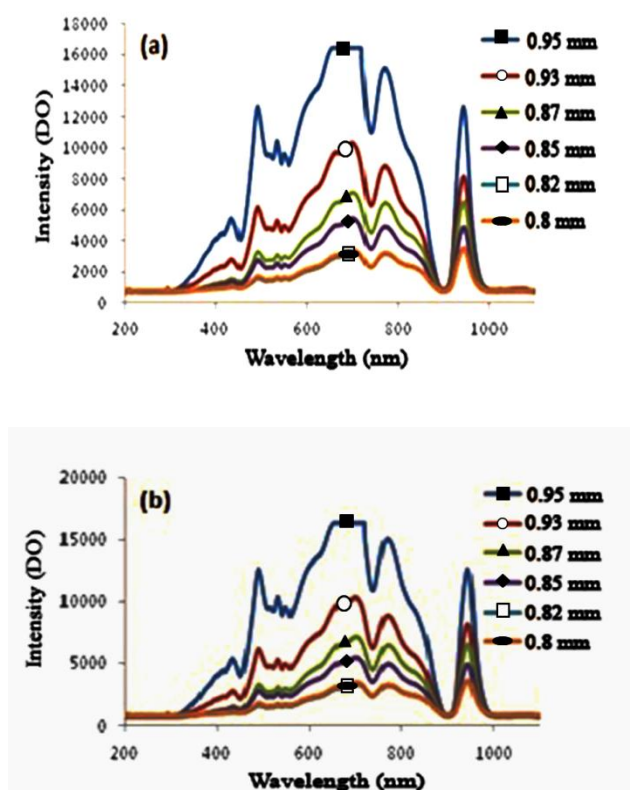 18000
(a)
16000
14000
12000
10000
8000
6000
4000
2000
0
200 400 600 800 1000
Intensity (DO)
Wavelength (nm)
0.95 mm
0.93 mm
0.87 mm
0.85 mm
0.82 mm
0.8 mm
20000
(b)
15000
10000
5000
0
200 400 600 800 1000
Intensity (DO)
Wavelength (nm)
0.95 mm
0.93 mm
0.87 mm
0.85 mm
0.82 mm
0.8 mm